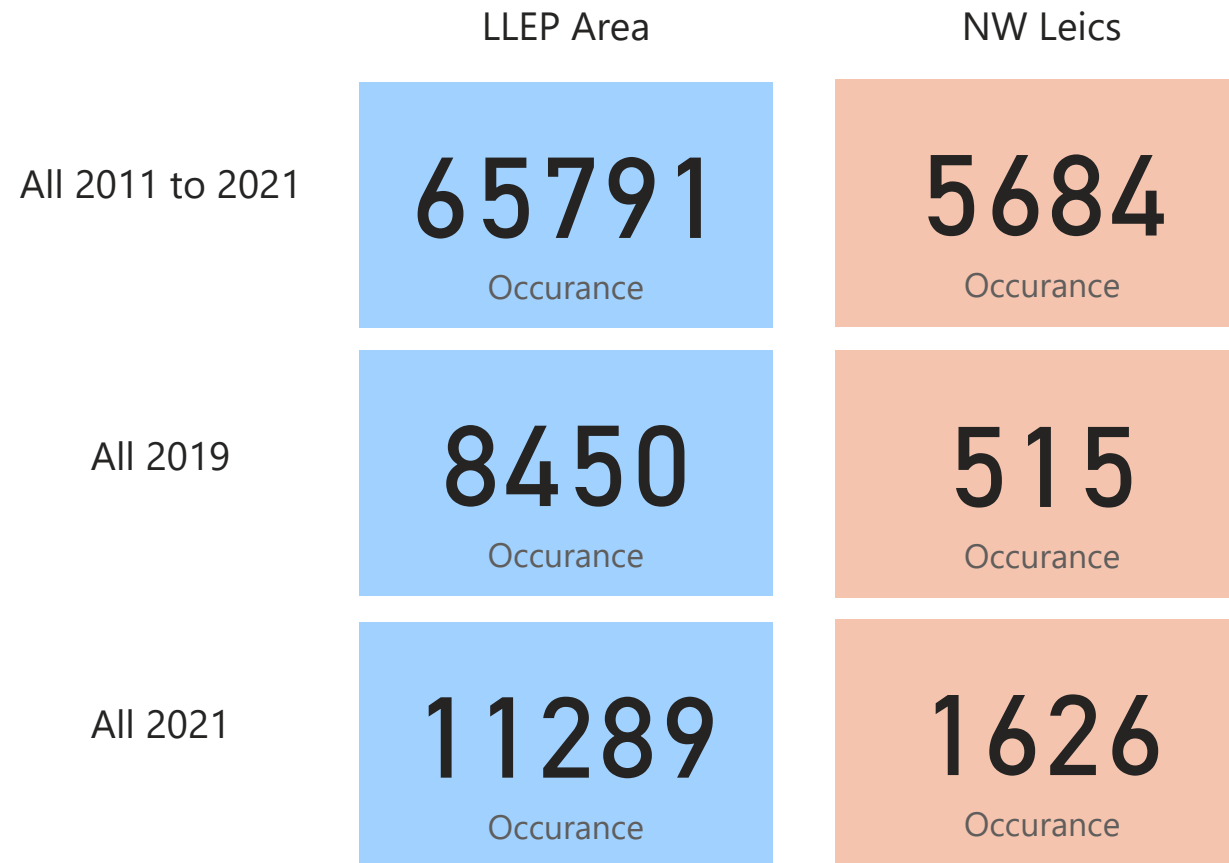 LLEP Area
NW Leics
All 2011 to 2021
65791
Occurance
5684
Occurance
All 2019
8450
Occurance
515
Occurance
All 2021
11289
Occurance
1626
Occurance